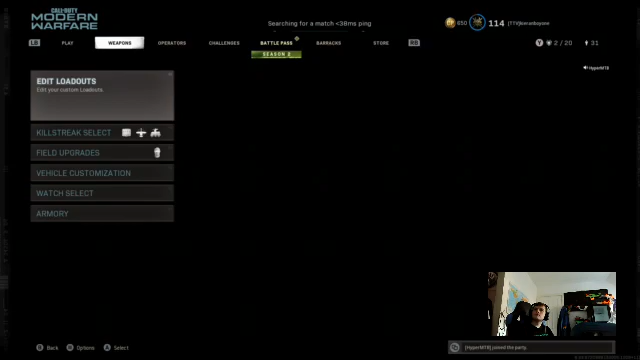 CALL OF DUTY
MODERN
WARFARE
Searching for a match <38ms ping
650
114
LB
PLAY
WEAPONS
OPERATORS
CHALLENGES
BATTLE PASS
BARRACKS
STORE
RB
Y
2 / 20
31
SEASON 2
HyperMTB
EDIT LOADOUTS
Edit your custom Loadouts.
KILLSTREAK SELECT
FIELD UPGRADES
VEHICLE CUSTOMIZATION
WATCH SELECT
ARMORY
B Back
X Options
A Select
[HyperMTB] joined the party.